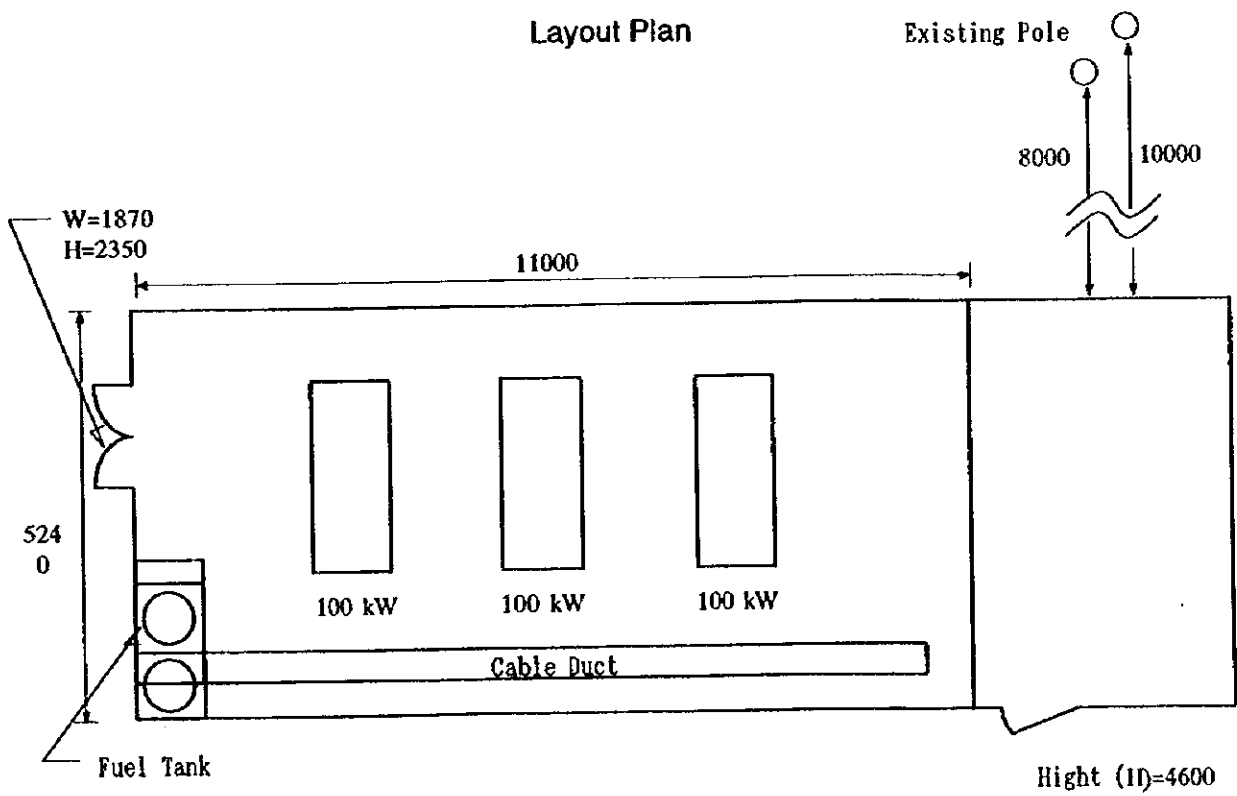 Layout Plan
Existing Pole
8000
10000
W=1870
H=2350
11000
524
0
100 kW
100 kW
100 kW
Cable Duct
Fuel Tank
Hight (H)=4600